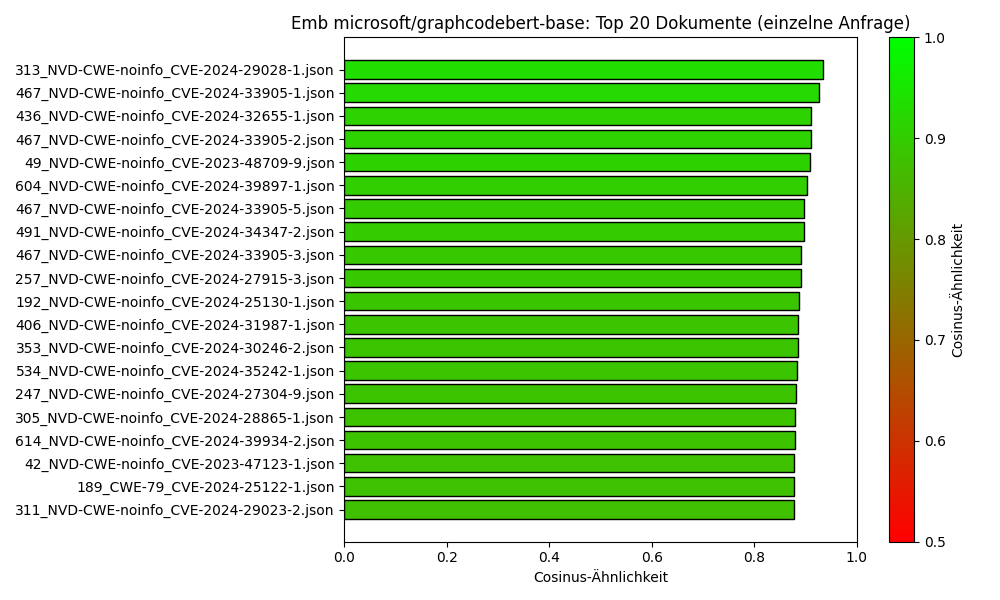 Emb microsoft/graphcodebert-base: Top 20 Dokumente (einzelne Anfrage)
313_NVD-CWE-noinfo_CVE-2024-29028-1.json
467_NVD-CWE-noinfo_CVE-2024-33905-1.json
436_NVD-CWE-noinfo_CVE-2024-32655-1.json
467_NVD-CWE-noinfo_CVE-2024-33905-2.json
49_NVD-CWE-noinfo_CVE-2023-48709-9.json
604_NVD-CWE-noinfo_CVE-2024-39897-1.json
467_NVD-CWE-noinfo_CVE-2024-33905-5.json
491_NVD-CWE-noinfo_CVE-2024-34347-2.json
467_NVD-CWE-noinfo_CVE-2024-33905-3.json
257_NVD-CWE-noinfo_CVE-2024-27915-3.json
192_NVD-CWE-noinfo_CVE-2024-25130-1.json
406_NVD-CWE-noinfo_CVE-2024-31987-1.json
353_NVD-CWE-noinfo_CVE-2024-30246-2.json
534_NVD-CWE-noinfo_CVE-2024-35242-1.json
247_NVD-CWE-noinfo_CVE-2024-27304-9.json
305_NVD-CWE-noinfo_CVE-2024-28865-1.json
614_NVD-CWE-noinfo_CVE-2024-39934-2.json
42_NVD-CWE-noinfo_CVE-2023-47123-1.json
189_CWE-79_CVE-2024-25122-1.json
311_NVD-CWE-noinfo_CVE-2024-29023-2.json
0.0 0.2 0.4 0.6 0.8 1.0
Cosinus-Ähnlichkeit
1.0
0.9
0.8
0.7
0.6
0.5
Cosinus-Ähnlichkeit